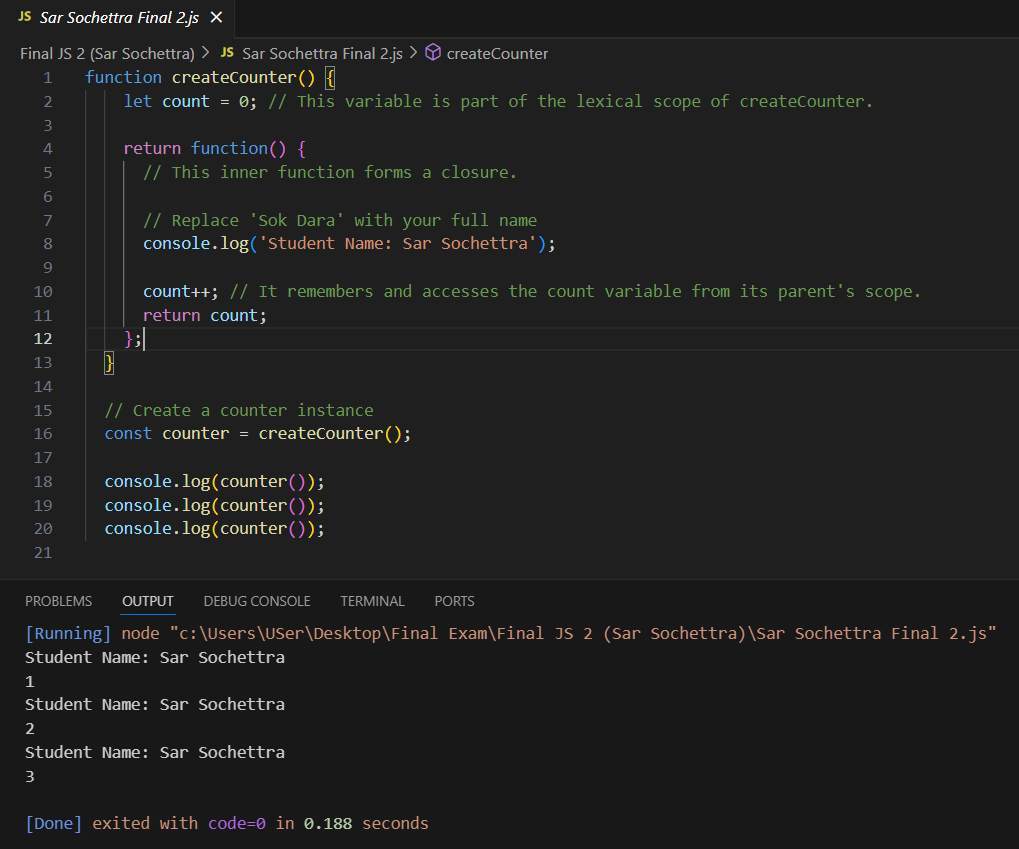 JS Sar Sochettra Final 2.js ×
Final JS 2 (Sar Sochettra) > JS Sar Sochettra Final 2.js > createCounter
1 function createCounter() {
2 let count = 0; // This variable is part of the lexical scope of createCounter.
3
4 return function() {
5 // This inner function forms a closure.
6
7 // Replace 'Sok Dara' with your full name
8 console.log('Student Name: Sar Sochettra');
9
10 count++; // It remembers and accesses the count variable from its parent's scope.
11 return count;
12 };
13 }
14
15 // Create a counter instance
16 const counter = createCounter();
17
18 console.log(counter());
19 console.log(counter());
20 console.log(counter());
21
PROBLEMS OUTPUT DEBUG CONSOLE TERMINAL PORTS
[Running] node "c:\Users\USer\Desktop\Final Exam\Final JS 2 (Sar Sochettra)\Sar Sochettra Final 2.js"
Student Name: Sar Sochettra
1
Student Name: Sar Sochettra
2
Student Name: Sar Sochettra
3
[Done] exited with code=0 in 0.188 seconds